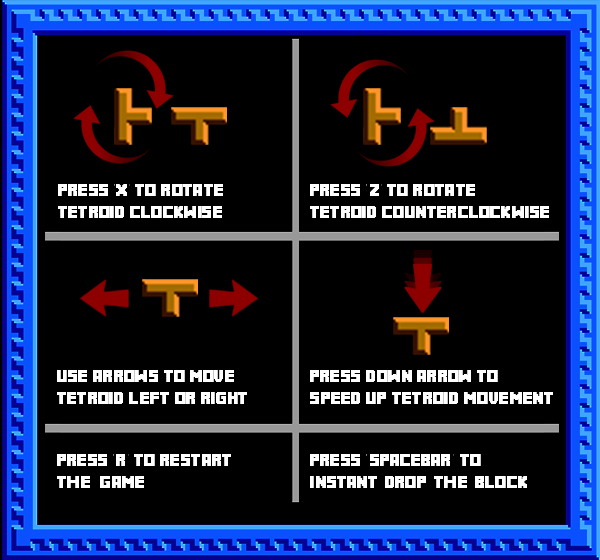 PRESS 'X' TO ROTATE
TETROID CLOCKWISE
PRESS 'Z' TO ROTATE
TETROID COUNTERCLOCKWISE
USE ARROWS TO MOVE
TETROID LEFT OR RIGHT
PRESS DOWN ARROW TO
SPEED UP TETROID MOVEMENT
PRESS 'R' TO RESTART
THE GAME
PRESS 'SPACEBAR' TO
INSTANT DROP THE BLOCK